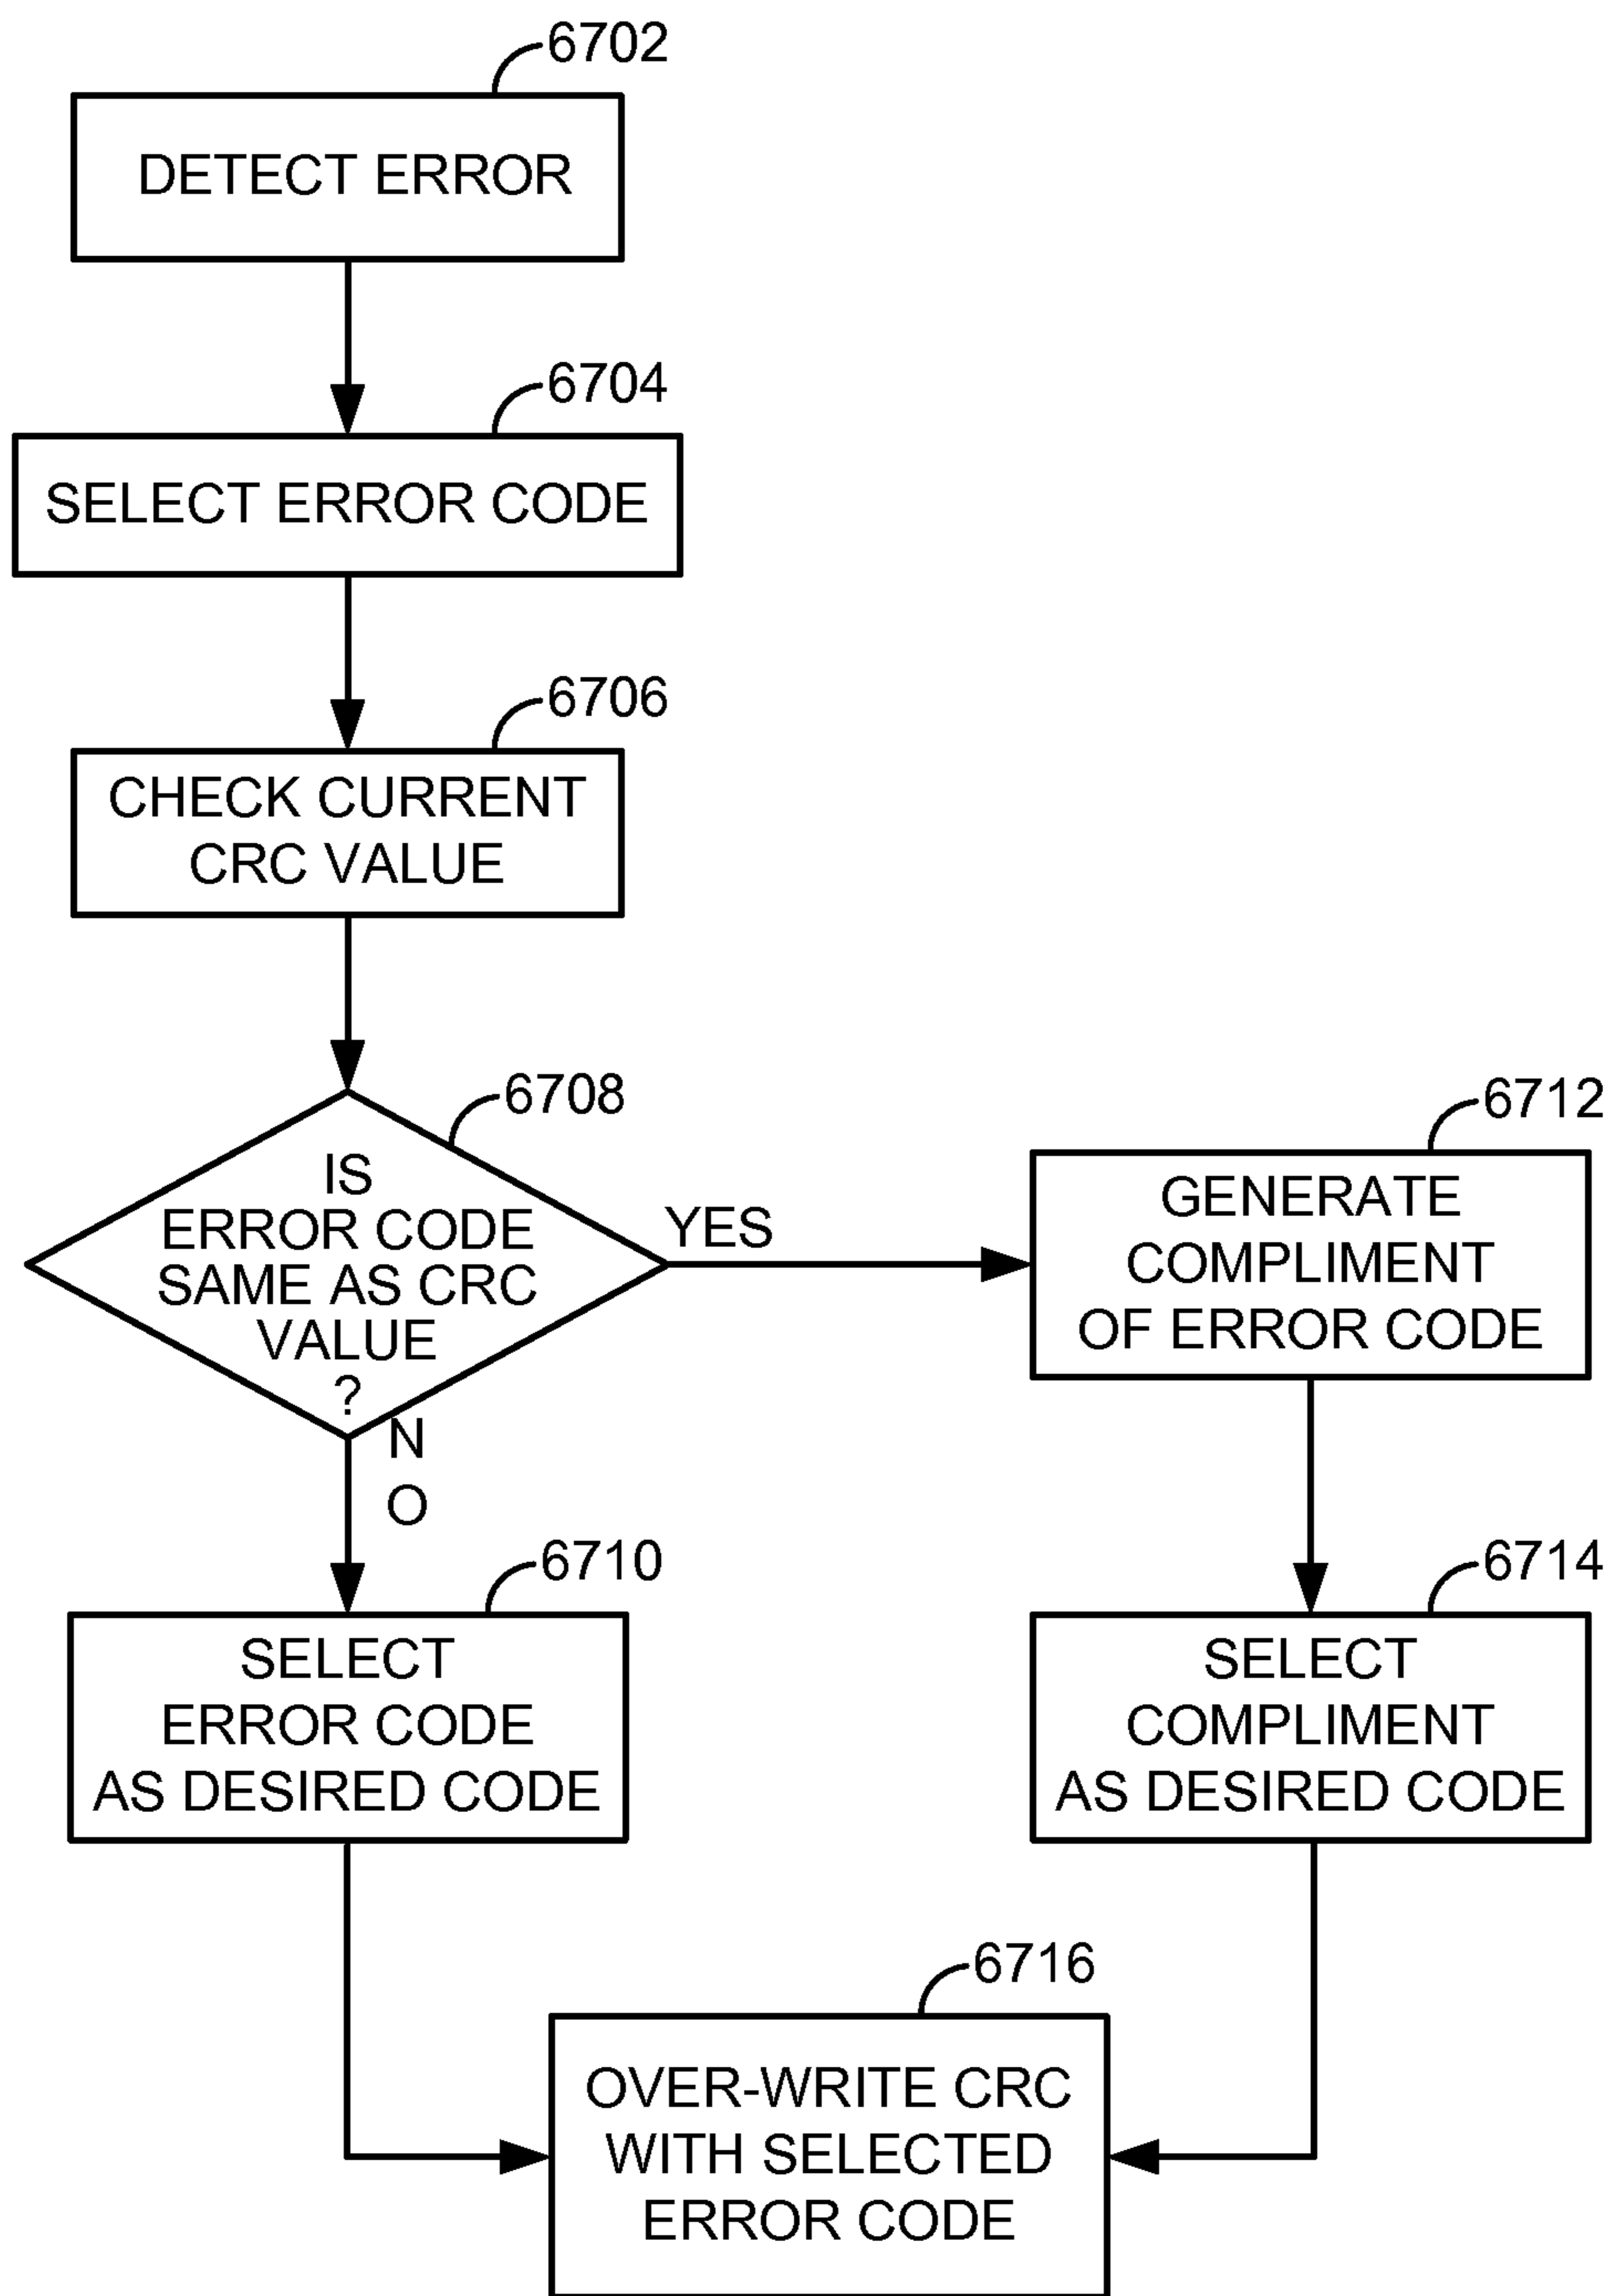 6702
DETECT ERROR
6704
SELECT ERROR CODE
6706
CHECK CURRENT
CRC VALUE
6708
IS
ERROR CODE
SAME AS CRC
VALUE
?
YES
N
O
6712
GENERATE
COMPLIMENT
OF ERROR CODE
6710
SELECT
ERROR CODE
AS DESIRED CODE
6714
SELECT
COMPLIMENT
AS DESIRED CODE
6716
OVER-WRITE CRC
WITH SELECTED
ERROR CODE